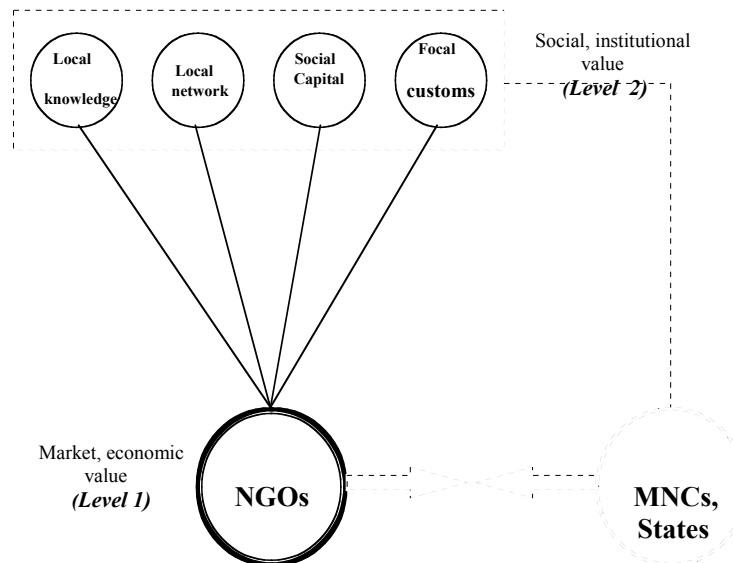 Local
knowledge
Local
network
Social
Capital
Focal
customs
Social, institutional
value
(Level 2)
Market, economic
value
(Level 1)
NGOs
MNCs,
States